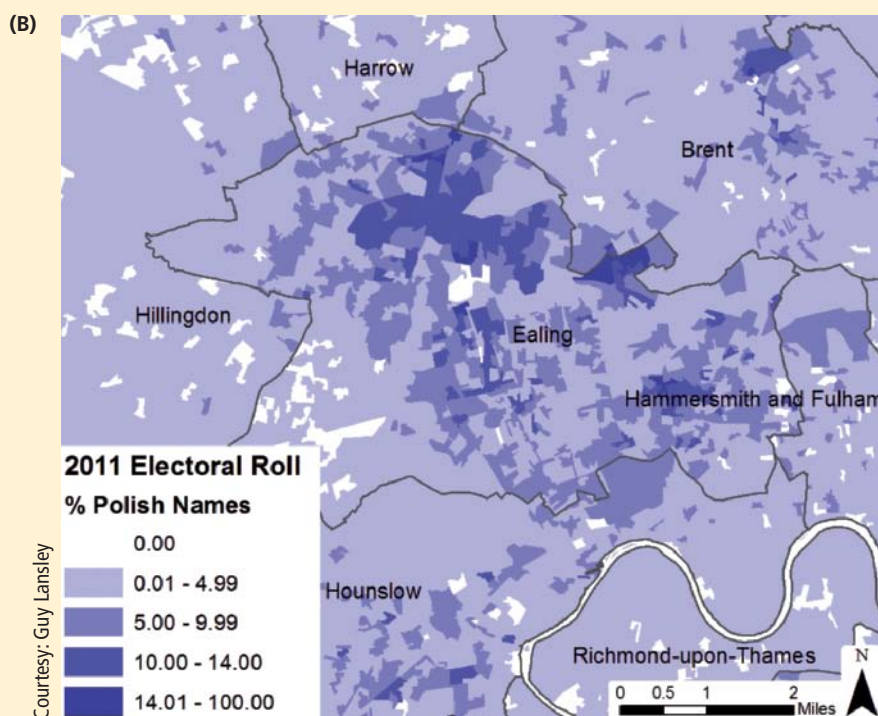 (B)
Harrow
Brent
Hillingdon
Ealing
Hammersmith and Fulham
2011 Electoral Roll
% Polish Names
0.00
0.01 - 4.99
5.00 - 9.99
10.00 - 14.00
14.01 - 100.00
Hounslow
Richmond-upon-Thames
N
0 0.5 1 2
Miles
Courtesy: Guy Lansley